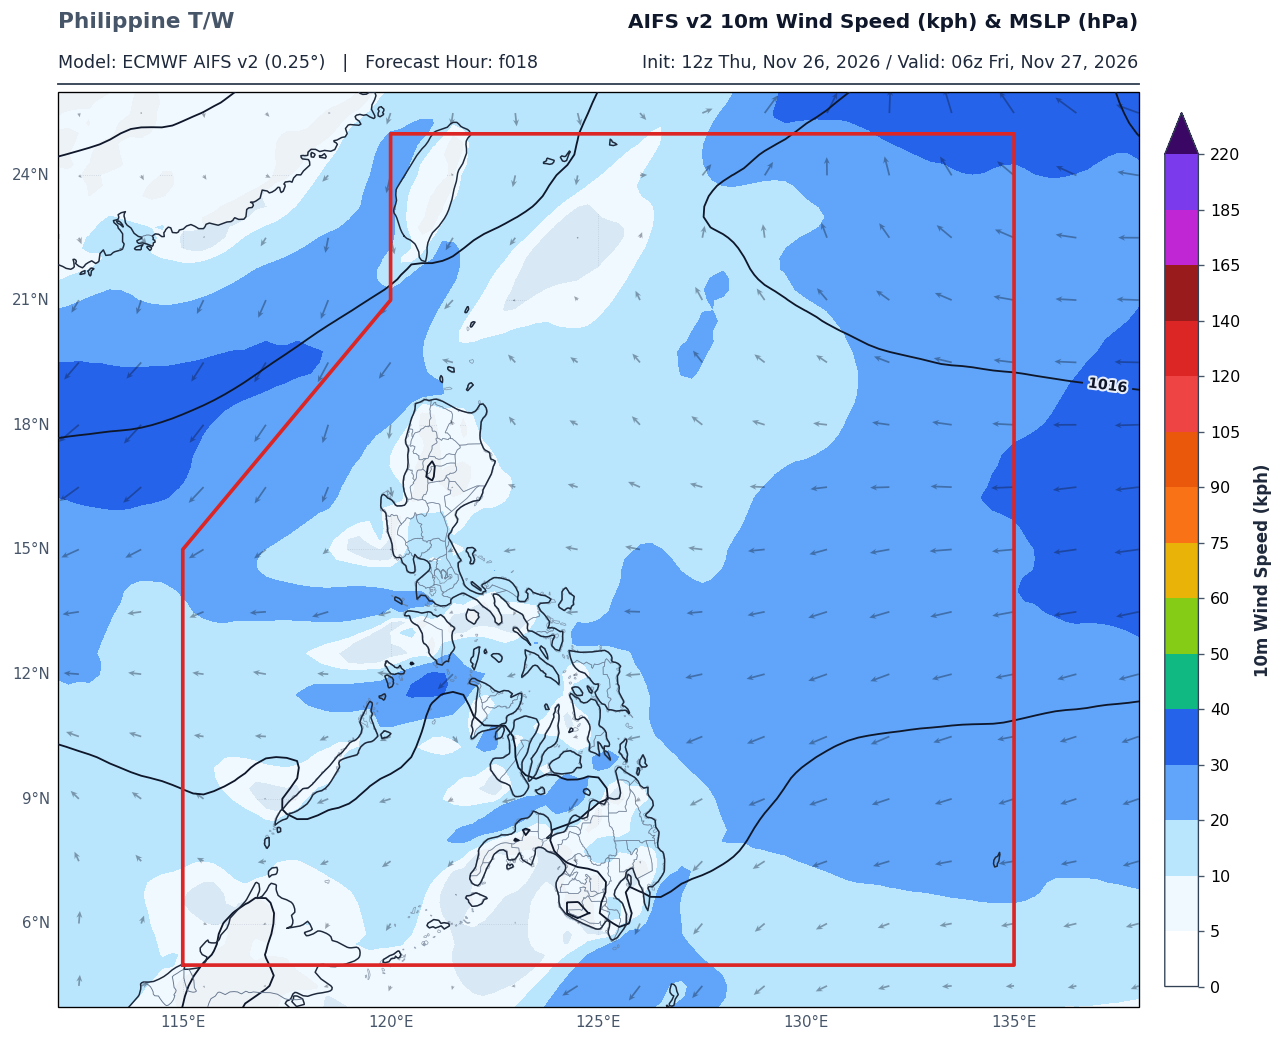 Philippine T/W
AIFS v2 10m Wind Speed (kph) & MSLP (hPa)
Model: ECMWF AIFS v2 (0.25°) | Forecast Hour: f018
Init: 12z Thu, Nov 26, 2026 / Valid: 06z Fri, Nov 27, 2026
24°N
21°N
18°N
15°N
12°N
9°N
6°N
115°E
120°E
125°E
130°E
135°E
1016
220
185
165
140
120
105
90
75
60
50
40
30
20
10
5
0
10m Wind Speed (kph)